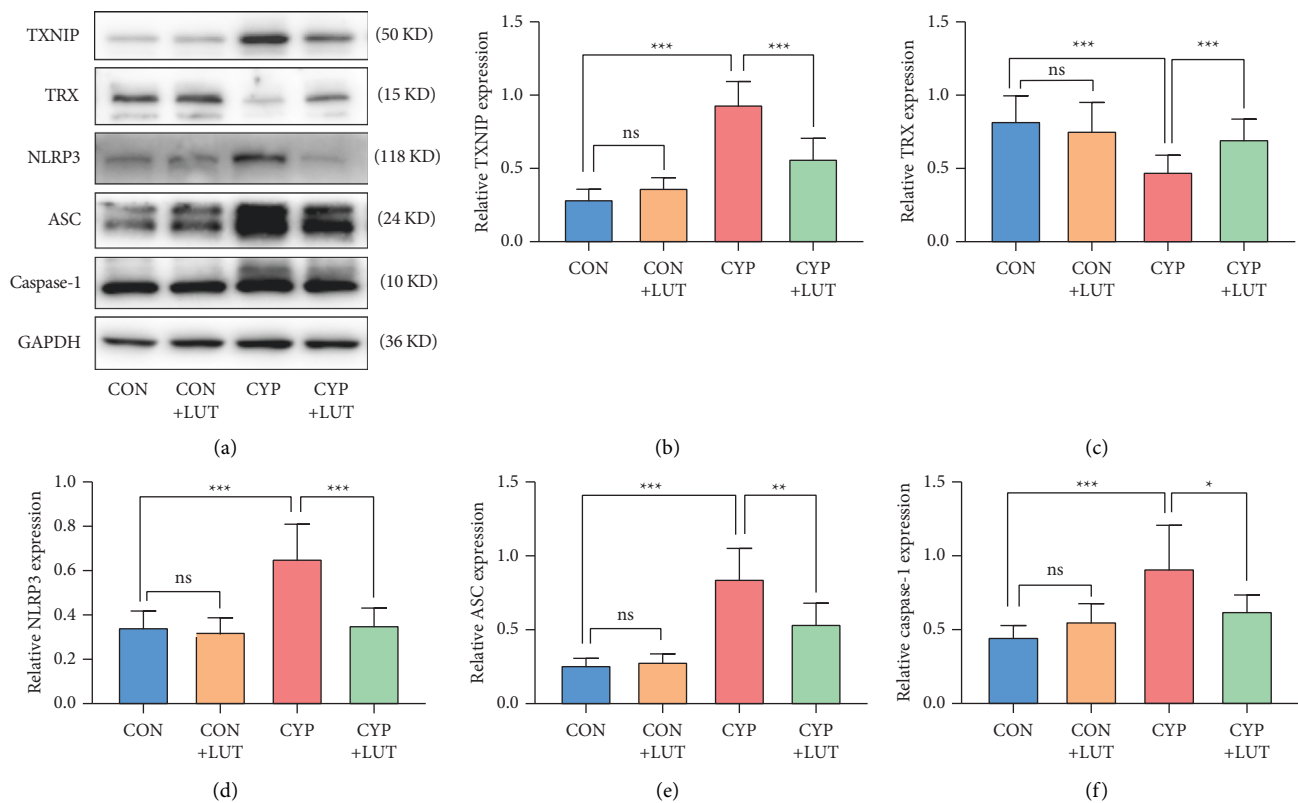 TXNIP
(50 KD)
TRX
(15 KD)
NLRP3
(118 KD)
ASC
(24 KD)
Caspase-1
(10 KD)
GAPDH
(36 KD)
CON
CON
+LUT
CYP
CYP
+LUT
(a)
Relative TXNIP expression
1.5
1.0
0.5
0.0
***
***
ns
CON
CON
+LUT
CYP
CYP
+LUT
(b)
Relative TRX expression
1.5
1.0
0.5
0.0
***
***
ns
CON
CON
+LUT
CYP
CYP
+LUT
(c)
Relative NLRP3 expression
1.0
0.8
0.6
0.4
0.2
0.0
***
***
ns
CON
CON
+LUT
CYP
CYP
+LUT
(d)
Relative ASC expression
1.5
1.0
0.5
0.0
***
**
ns
CON
CON
+LUT
CYP
CYP
+LUT
(e)
Relative caspase-1 expression
1.5
1.0
0.5
0.0
***
*
ns
CON
CON
+LUT
CYP
CYP
+LUT
(f)